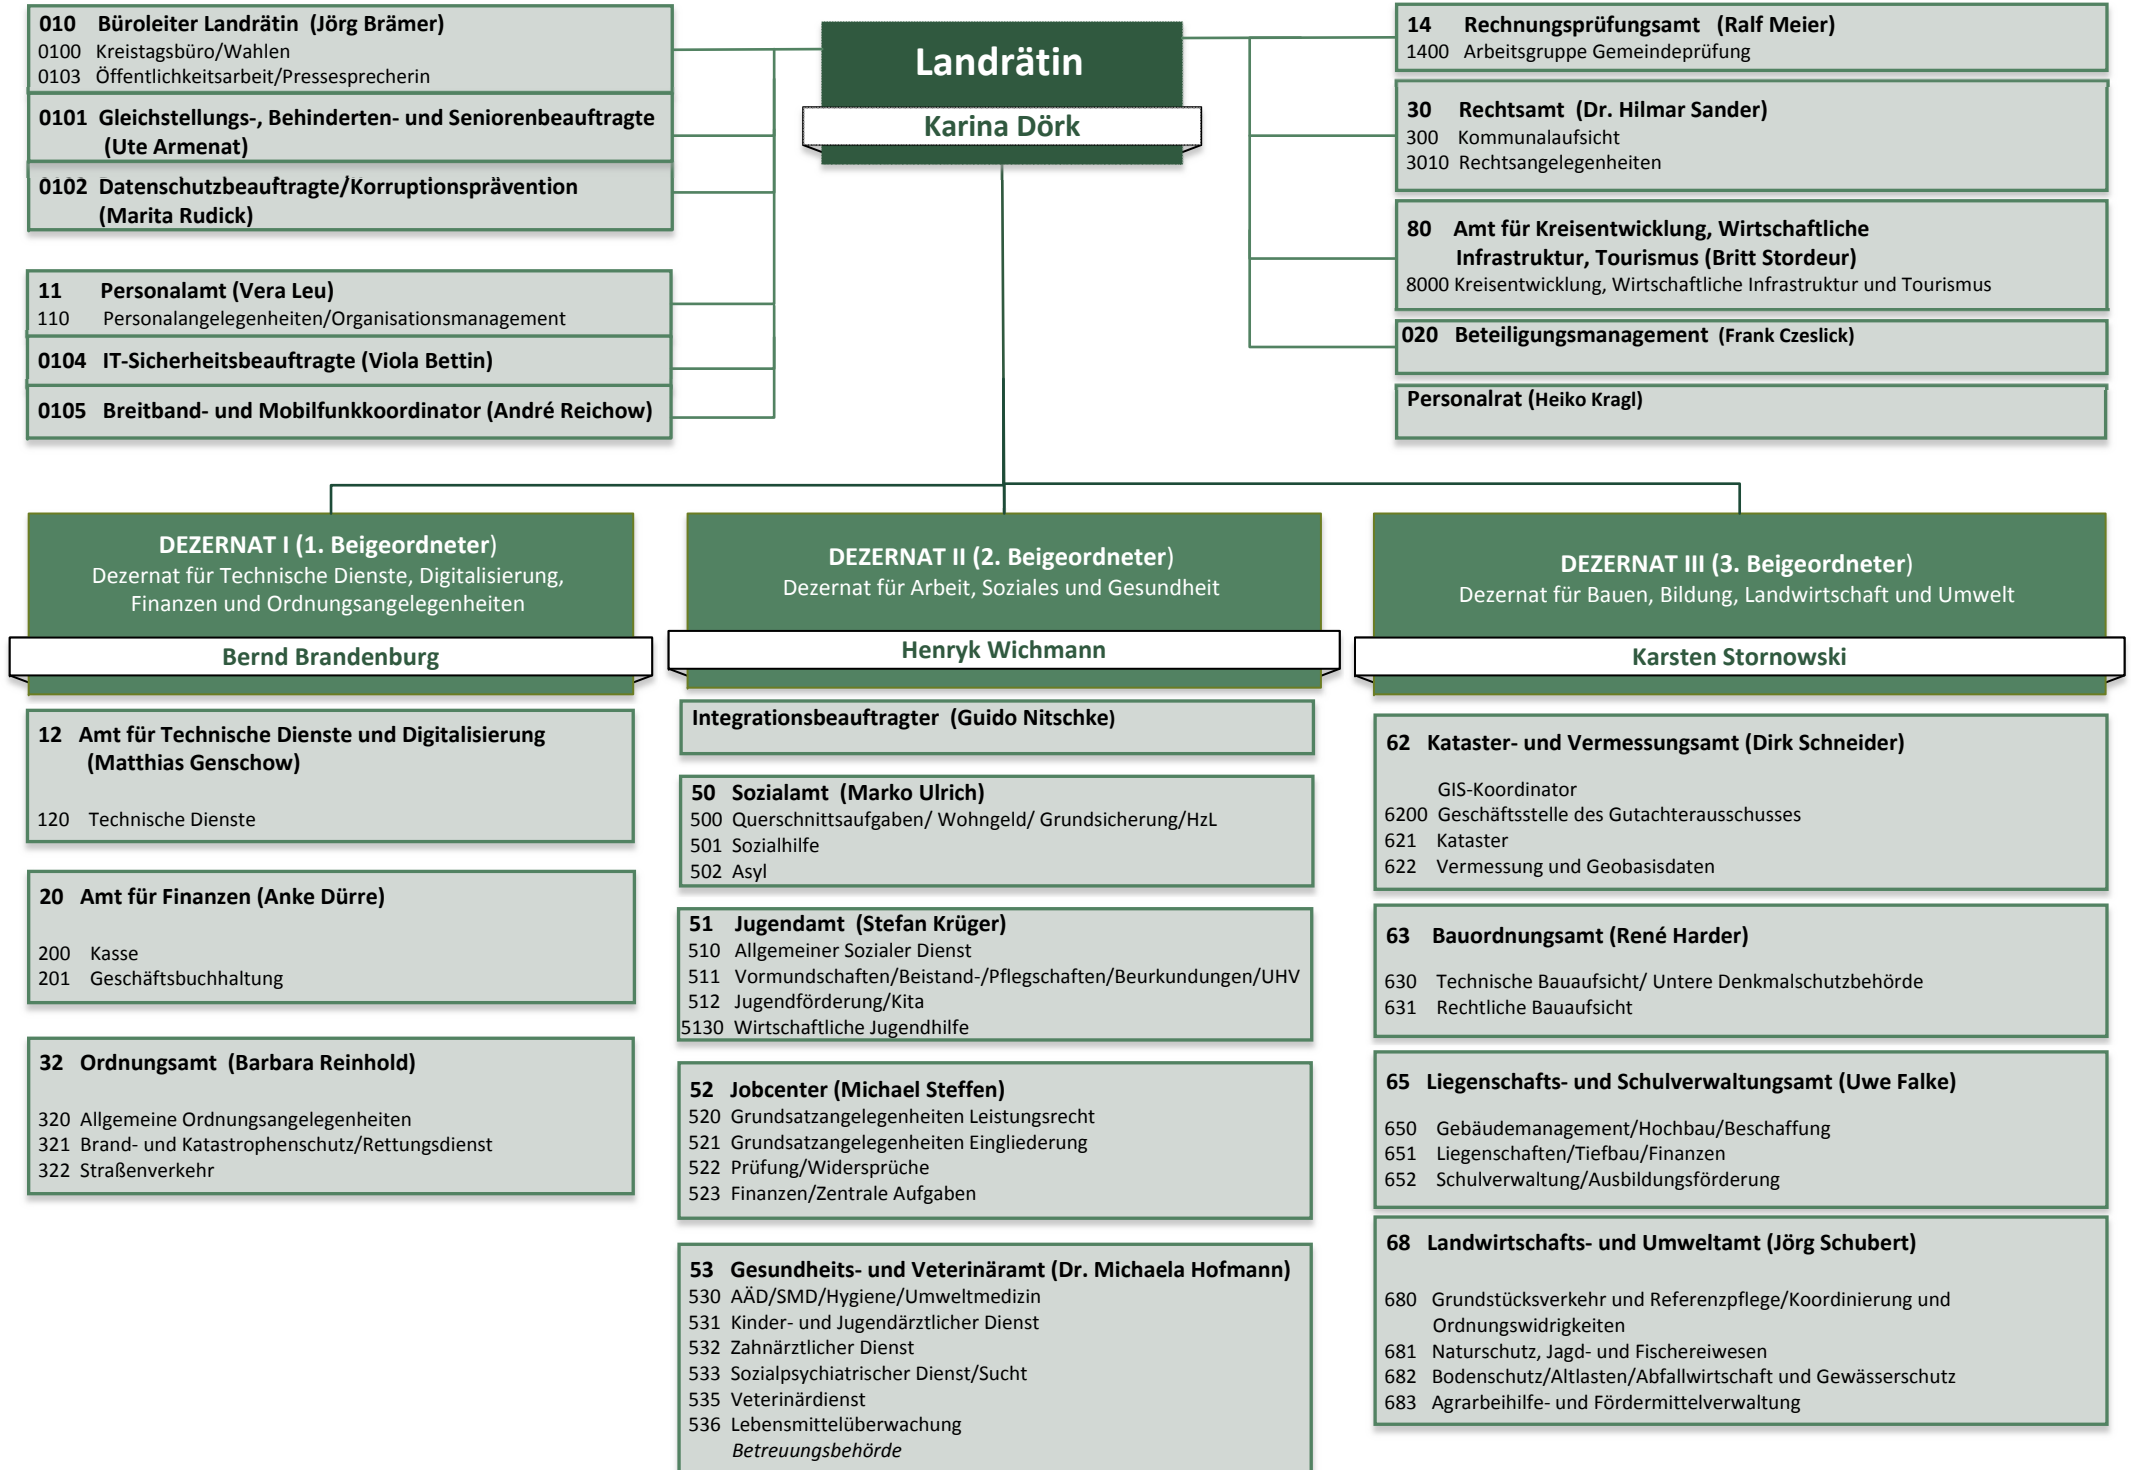 010 Büroleiter Landrätin (Jörg Brämer)
0100 Kreistagsbüro/Wahlen
0103 Öffentlichkeitsarbeit/Pressesprecherin
0101 Gleichstellungs-, Behinderten- und Seniorenbeauftragte
(Ute Armenat)
0102 Datenschutzbeauftragte/Korruptionsprävention
(Marita Rudick)
11 Personalamt (Vera Leu)
110 Personalangelegenheiten/Organisationsmanagement
0104 IT-Sicherheitsbeauftragte (Viola Bettin)
0105 Breitband- und Mobilfunkkoordinator (André Reichow)
Landrätin
Karina Dörk
14 Rechnungsprüfungsamt (Ralf Meier)
1400 Arbeitsgruppe Gemeindeprüfung
30 Rechtsamt (Dr. Hilmar Sander)
300 Kommunalaufsicht
3010 Rechtsangelegenheiten
80 Amt für Kreisentwicklung, Wirtschaftliche
Infrastruktur, Tourismus (Britt Stordeur)
8000 Kreisentwicklung, Wirtschaftliche Infrastruktur und Tourismus
020 Beteiligungsmanagement (Frank Czeslick)
Personalrat (Heiko Kragl)
DEZERNAT I (1. Beigeordneter)
Dezernat für Technische Dienste, Digitalisierung,
Finanzen und Ordnungsangelegenheiten
Bernd Brandenburg
12 Amt für Technische Dienste und Digitalisierung
(Matthias Genschow)
120 Technische Dienste
20 Amt für Finanzen (Anke Dürre)
200 Kasse
201 Geschäftsbuchhaltung
32 Ordnungsamt (Barbara Reinhold)
320 Allgemeine Ordnungsangelegenheiten
321 Brand- und Katastrophenschutz/Rettungsdienst
322 Straßenverkehr
DEZERNAT II (2. Beigeordneter)
Dezernat für Arbeit, Soziales und Gesundheit
Henryk Wichmann
Integrationsbeauftragter (Guido Nitschke)
50 Sozialamt (Marko Ulrich)
500 Querschnittsaufgaben/ Wohngeld/ Grundsicherung/HzL
501 Sozialhilfe
502 Asyl
51 Jugendamt (Stefan Krüger)
510 Allgemeiner Sozialer Dienst
511 Vormundschaften/Beistand-/Pflegschaften/Beurkundungen/UHV
512 Jugendförderung/Kita
5130 Wirtschaftliche Jugendhilfe
52 Jobcenter (Michael Steffen)
520 Grundsatzangelegenheiten Leistungsrecht
521 Grundsatzangelegenheiten Eingliederung
522 Prüfung/Widersprüche
523 Finanzen/Zentrale Aufgaben
53 Gesundheits- und Veterinäramt (Dr. Michaela Hofmann)
530 AÄD/SMD/Hygiene/Umweltmedizin
531 Kinder- und Jugendärztlicher Dienst
532 Zahnärztlicher Dienst
533 Sozialpsychiatrischer Dienst/Sucht
535 Veterinärdienst
536 Lebensmittelüberwachung
Betreuungsbehörde
DEZERNAT III (3. Beigeordneter)
Dezernat für Bauen, Bildung, Landwirtschaft und Umwelt
Karsten Stornowski
62 Kataster- und Vermessungsamt (Dirk Schneider)
GIS-Koordinator
6200 Geschäftsstelle des Gutachterausschusses
621 Kataster
622 Vermessung und Geobasisdaten
63 Bauordnungsamt (René Harder)
630 Technische Bauaufsicht/ Untere Denkmalschutzbehörde
631 Rechtliche Bauaufsicht
65 Liegenschafts- und Schulverwaltungsamt (Uwe Falke)
650 Gebäudemanagement/Hochbau/Beschaffung
651 Liegenschaften/Tiefbau/Finanzen
652 Schulverwaltung/Ausbildungsförderung
68 Landwirtschafts- und Umweltamt (Jörg Schubert)
680 Grundstücksverkehr und Referenzpflege/Koordinierung und
Ordnungswidrigkeiten
681 Naturschutz, Jagd- und Fischereiwesen
682 Bodenschutz/Altlasten/Abfallwirtschaft und Gewässerschutz
683 Agrarbeihilfe- und Fördermittelverwaltung